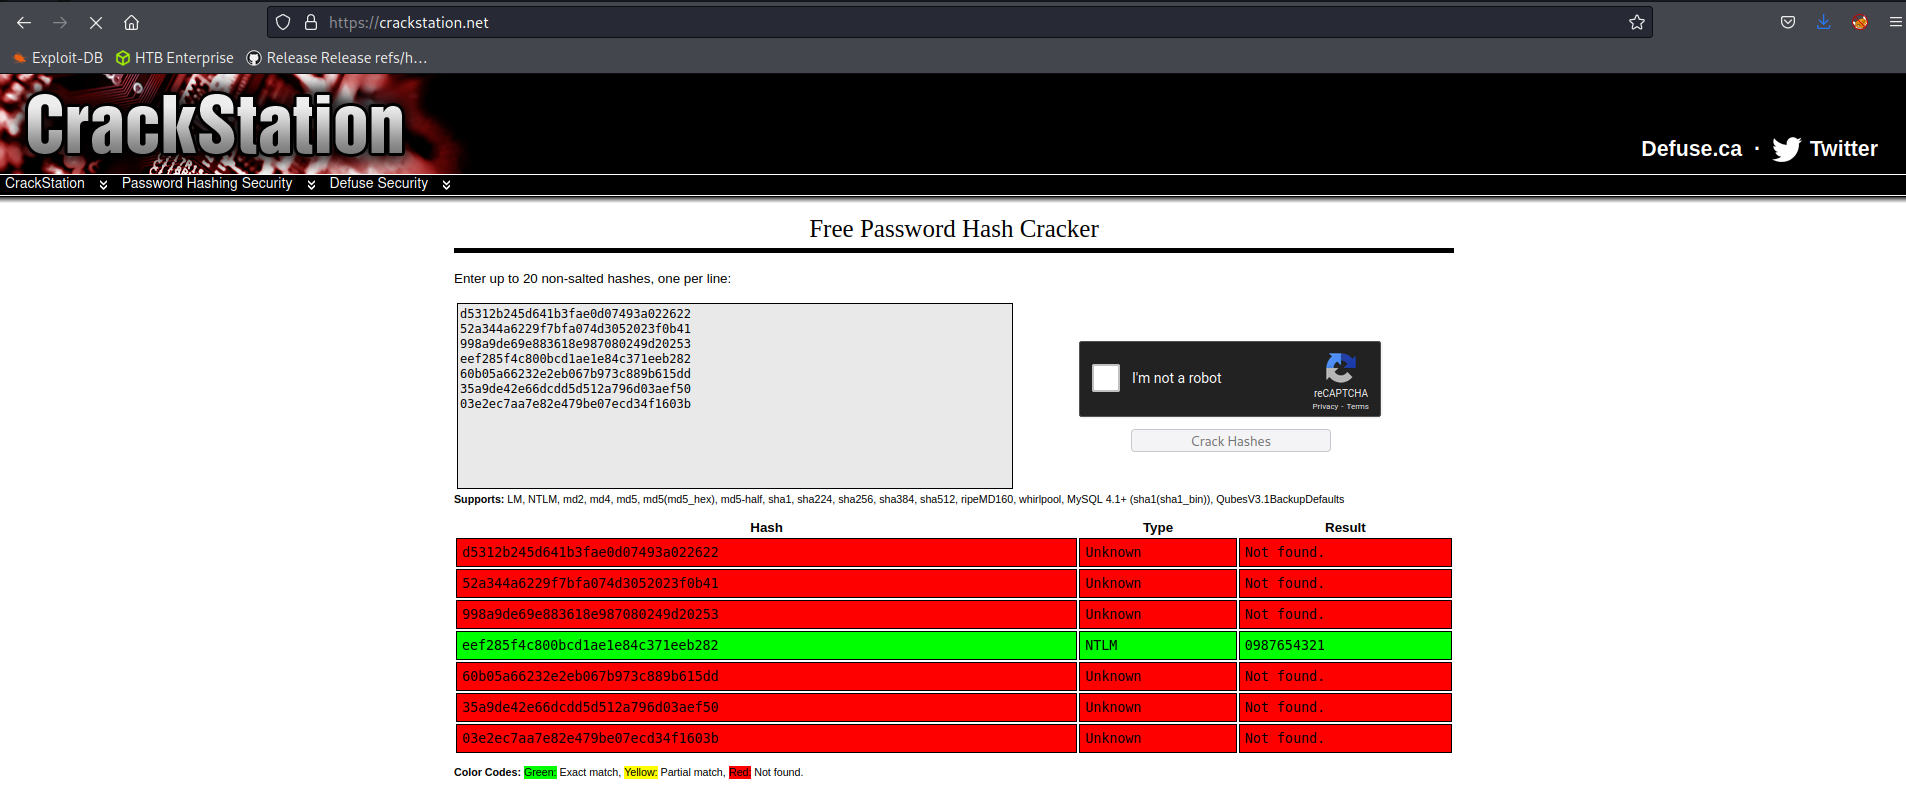 https://crackstation.net
Exploit-DB HTB Enterprise Release Release refs/h...
CrackStation
Defuse.ca · Twitter
CrackStation Password Hashing Security Defuse Security
Free Password Hash Cracker
Enter up to 20 non-salted hashes, one per line:
d5312b245d641b3fae0d07493a022622
52a344a6229f7bfa074d3052023f0b41
998a9de69e883618e987080249d20253
eef285f4c800bcd1ae1e84c371eeb282
60b05a66232e2eb067b973c889b615dd
35a9de42e66dcdd5d512a796d03aef50
03e2ec7aa7e82e479be07ecd34f1603b
I'm not a robot
reCAPTCHA
Privacy - Terms
Crack Hashes
Supports: LM, NTLM, md2, md4, md5, md5(md5_hex), md5-half, sha1, sha224, sha256, sha384, sha512, ripeMD160, whirlpool, MySQL 4.1+ (sha1(sha1_bin)), QubesV3.1BackupDefaults
Hash Type Result
d5312b245d641b3fae0d07493a022622 Unknown Not found.
52a344a6229f7bfa074d3052023f0b41 Unknown Not found.
998a9de69e883618e987080249d20253 Unknown Not found.
eef285f4c800bcd1ae1e84c371eeb282 NTLM 0987654321
60b05a66232e2eb067b973c889b615dd Unknown Not found.
35a9de42e66dcdd5d512a796d03aef50 Unknown Not found.
03e2ec7aa7e82e479be07ecd34f1603b Unknown Not found.
Color Codes: Green: Exact match, Yellow: Partial match, Red: Not found.